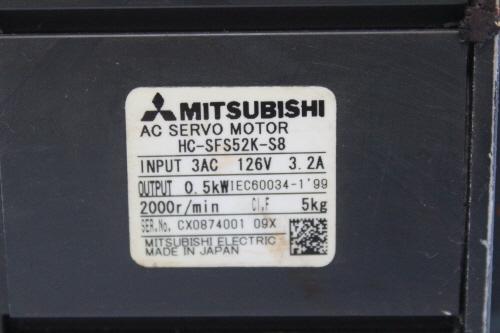 MITSUBISHI
AC SERVO MOTOR
HC-SFS52K-S8
INPUT 3AC 126V 3.2A
OUTPUT 0.5kW IEC60034-1'99
2000r/min CI,F 5kg
SER.No. CX0874001 09X
MITSUBISHI ELECTRIC
MADE IN JAPAN